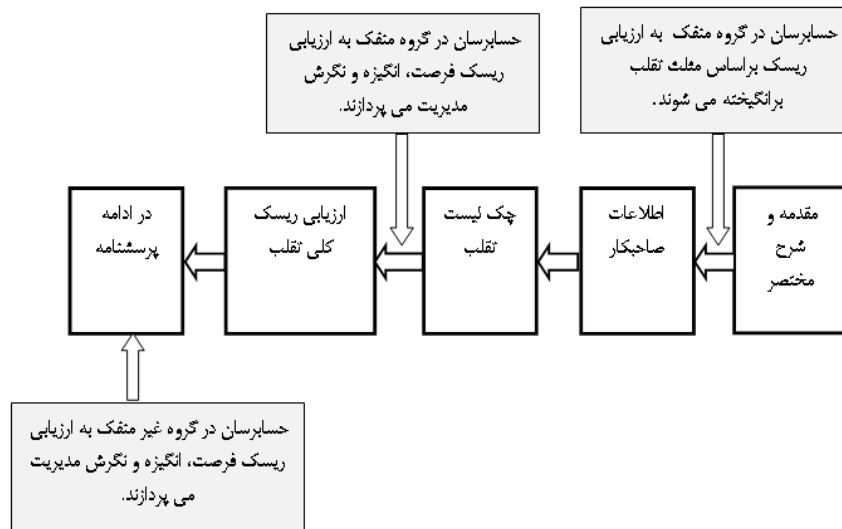 حسابرسان در گروه منفک به ارزیابی
ریسک براساس مثلث تقلب
برانگیخته می شوند.
حسابرسان در گروه منفک به ارزیابی
ریسک فرصت، انگیزه و نگرش
مدیریت می پردازند.
مقدمه و
شرح
مختصر
اطلاعات
صاحبکار
چک لیست
تقلب
ارزیابی ریسک
کلی تقلب
در ادامه
پرسشنامه
حسابرسان در گروه غیر منفک به ارزیابی
ریسک فرصت، انگیزه و نگرش مدیریت
می پردازند.